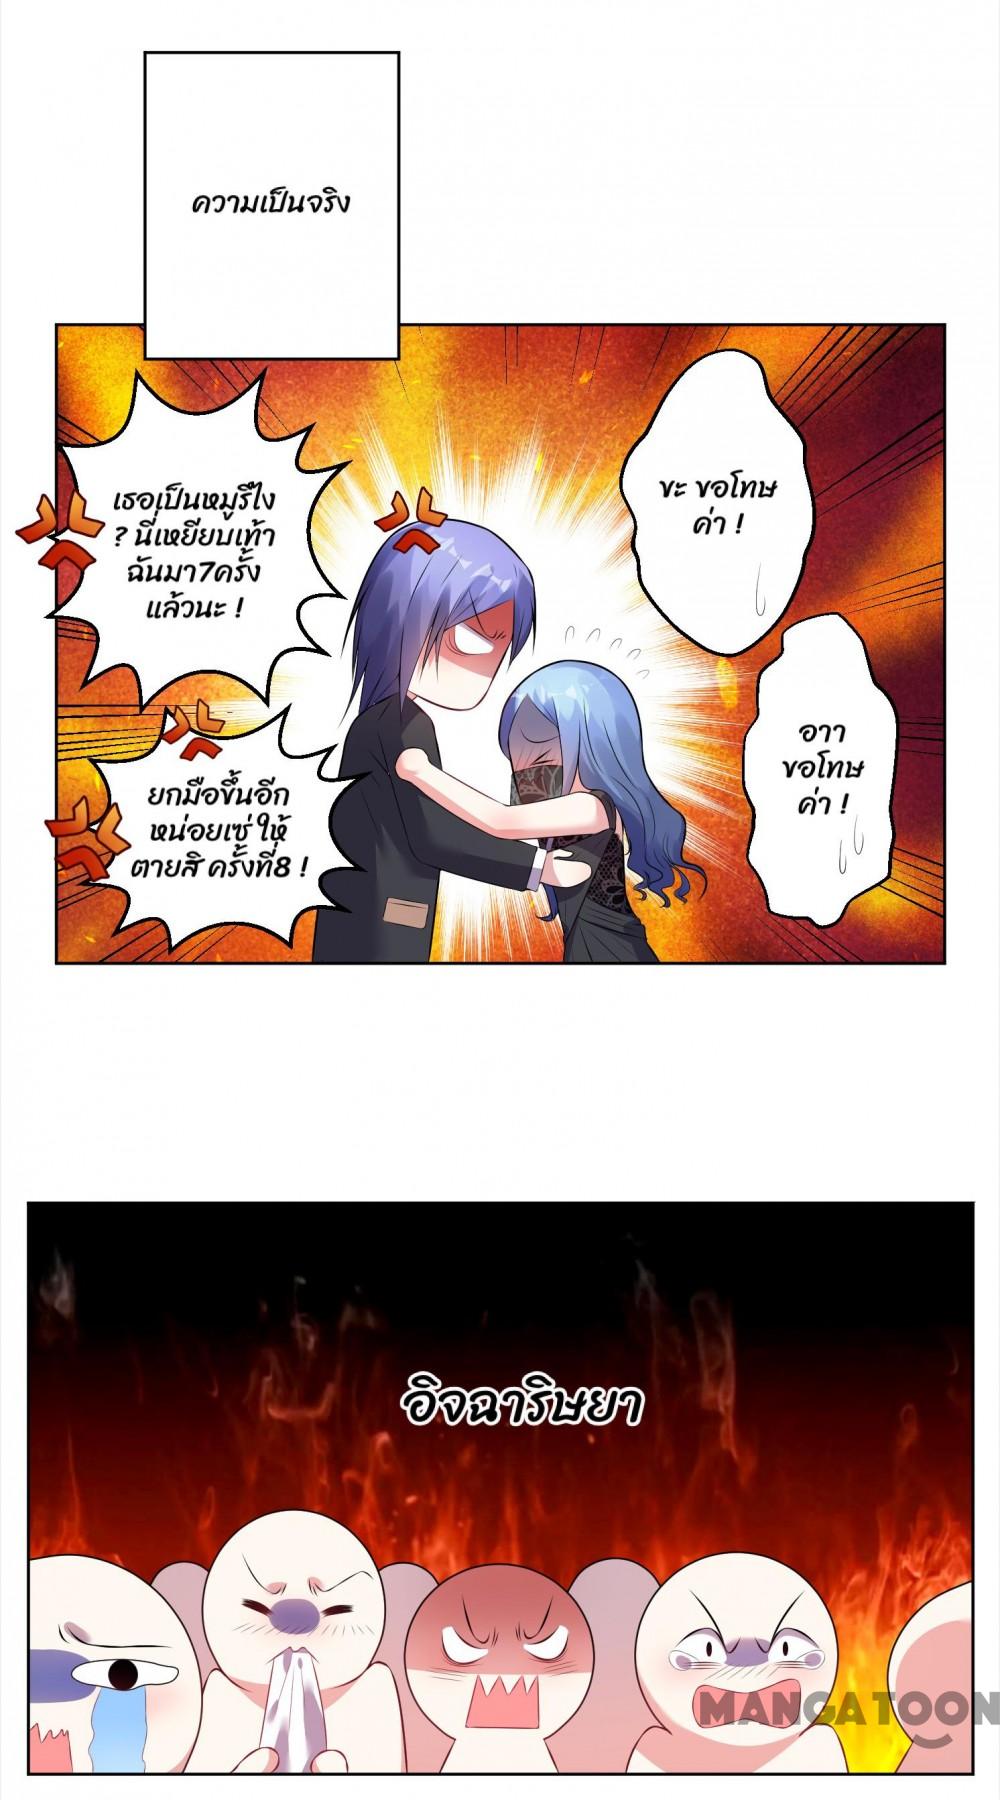 ความเป็นจริง
เธอเป็นหมูรึไง
? นี่เหยียบเท้า
ฉันมา7ครั้ง
แล้วนะ !
ขะ ขอโทษ
ค่า !
ยกมือขึ้นอีก
หน่อยเซ่ ให้
ตายสิ ครั้งที่8 !
อาา
ขอโทษ
ค่า !
อิจฉาริษยา
MANGATOON